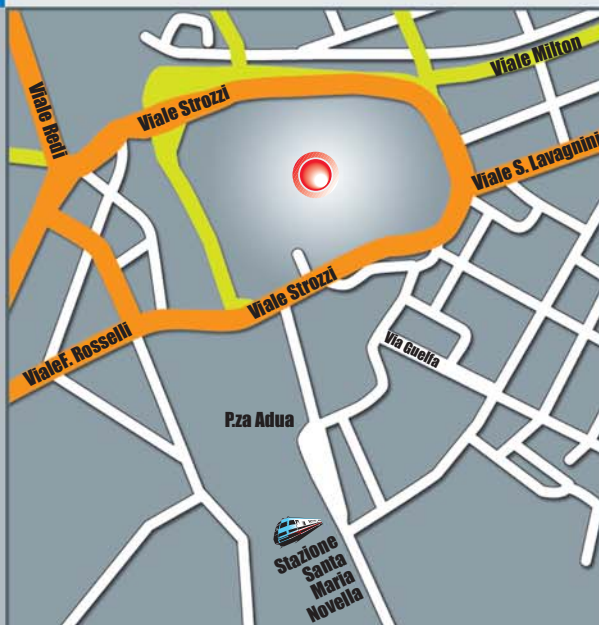 Viale Milton
Viale Redi
Viale Strozzi
Viale S. Lavagnini
Viale Strozzi
VialeF. Rosselli
Via Guelfa
P.za Adua
Stazione
Santa
Maria
Novella